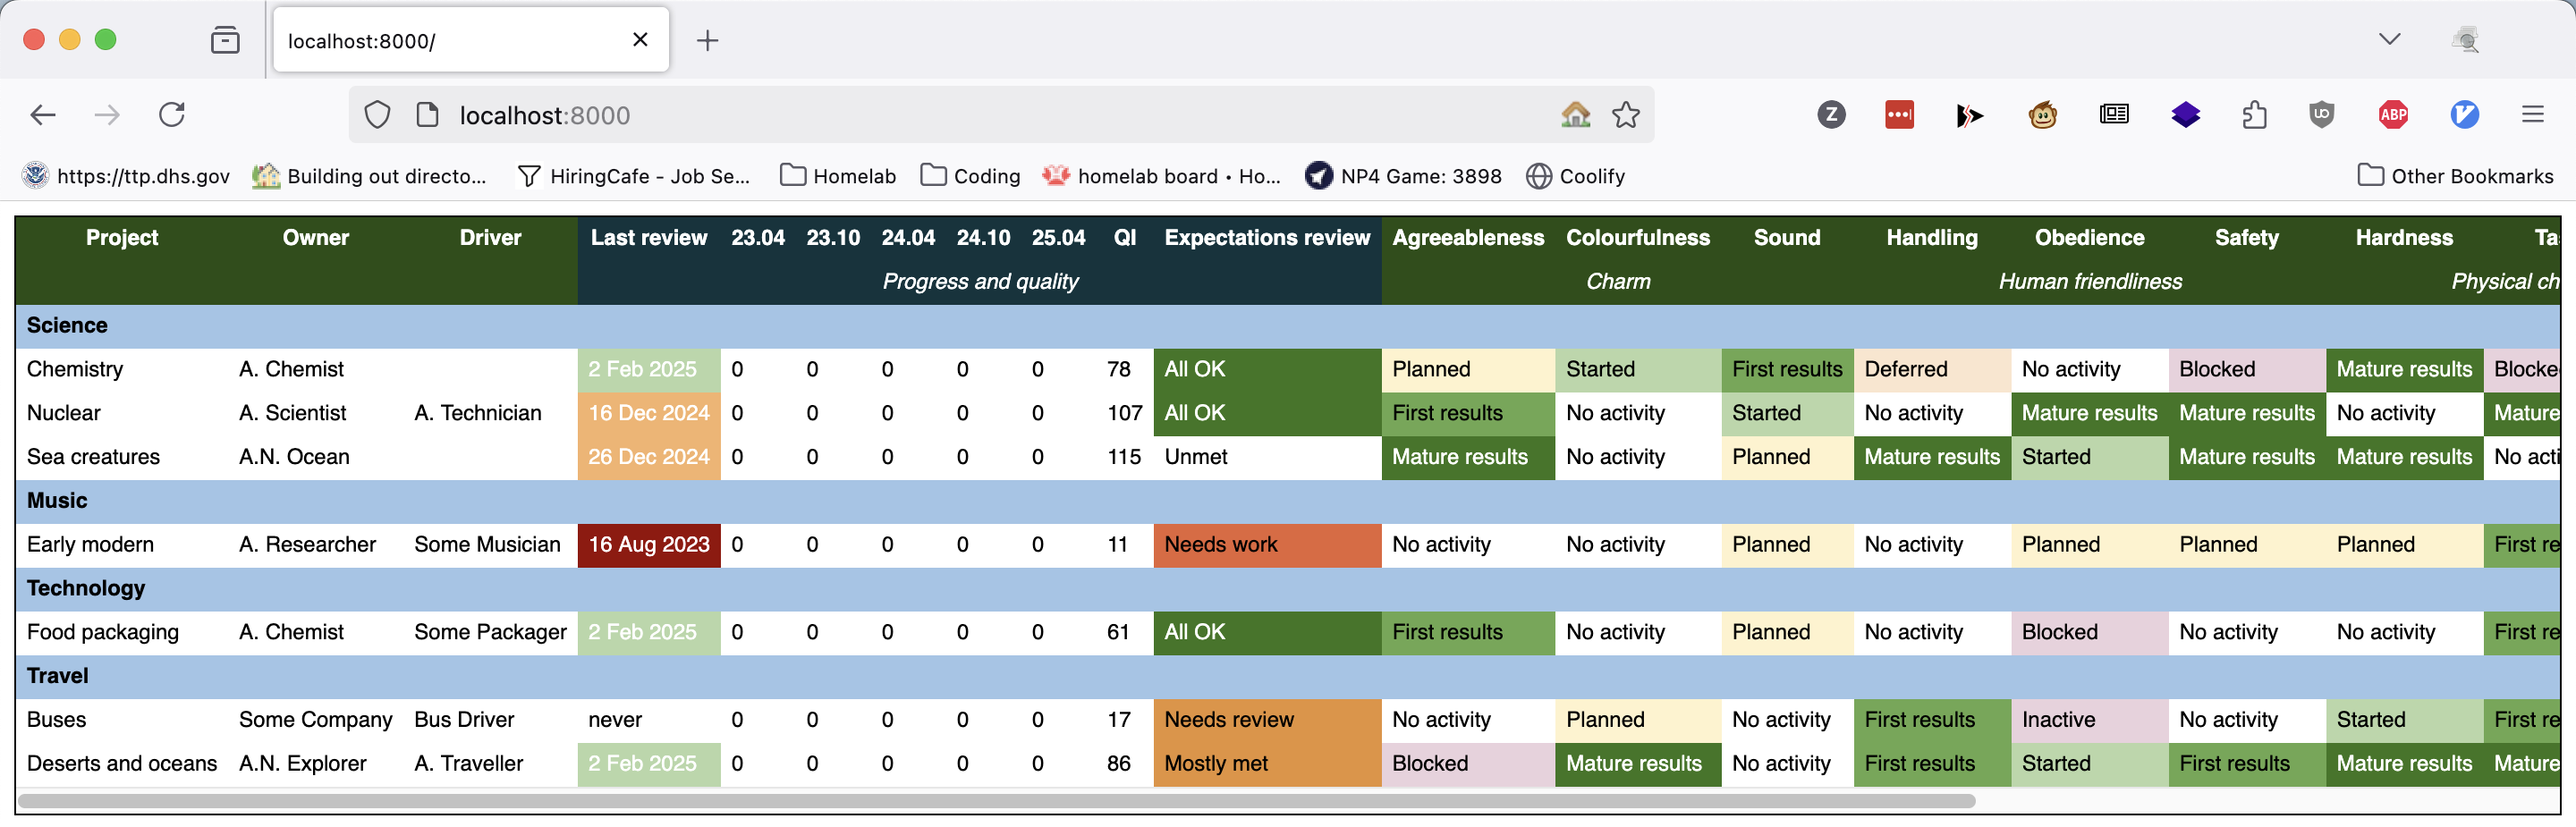 localhost:8000/
localhost:8000
https://ttp.dhs.gov Building out directo... HiringCafe - Job Se... Homelab Coding homelab board • Ho... NP4 Game: 3898 Coolify Other Bookmarks
Project Owner Driver Last review 23.04 23.10 24.04 24.10 25.04 QI Expectations review Agreeableness Colourfulness Sound Handling Obedience Safety Hardness Ta
Progress and quality Charm Human friendliness Physical ch
Science
Chemistry A. Chemist 2 Feb 2025 0 0 0 0 0 78 All OK Planned Started First results Deferred No activity Blocked Mature results Blocke
Nuclear A. Scientist A. Technician 16 Dec 2024 0 0 0 0 0 107 All OK First results No activity Started No activity Mature results Mature results No activity Mature
Sea creatures A.N. Ocean 26 Dec 2024 0 0 0 0 0 115 Unmet Mature results No activity Planned Mature results Started Mature results Mature results No acti
Music
Early modern A. Researcher Some Musician 16 Aug 2023 0 0 0 0 0 11 Needs work No activity No activity Planned No activity Planned Planned Planned First re
Technology
Food packaging A. Chemist Some Packager 2 Feb 2025 0 0 0 0 0 61 All OK First results No activity Planned No activity Blocked No activity No activity First re
Travel
Buses Some Company Bus Driver never 0 0 0 0 0 17 Needs review No activity Planned No activity First results Inactive No activity Started First re
Deserts and oceans A.N. Explorer A. Traveller 2 Feb 2025 0 0 0 0 0 86 Mostly met Blocked Mature results No activity First results Started First results Mature results Mature